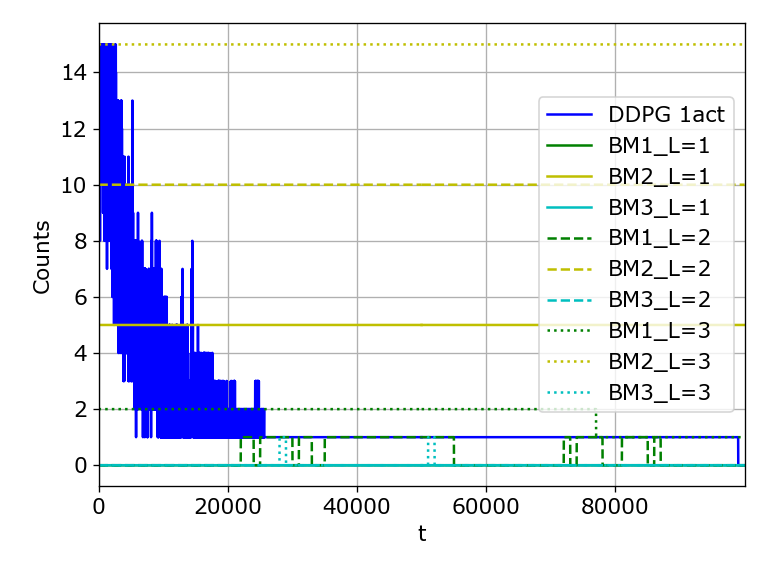 14
12
10
8
6
4
2
0
Counts
0
20000
40000
60000
80000
t
DDPG 1act
BM1_L=1
BM2_L=1
BM3_L=1
BM1_L=2
BM2_L=2
BM3_L=2
BM1_L=3
BM2_L=3
BM3_L=3